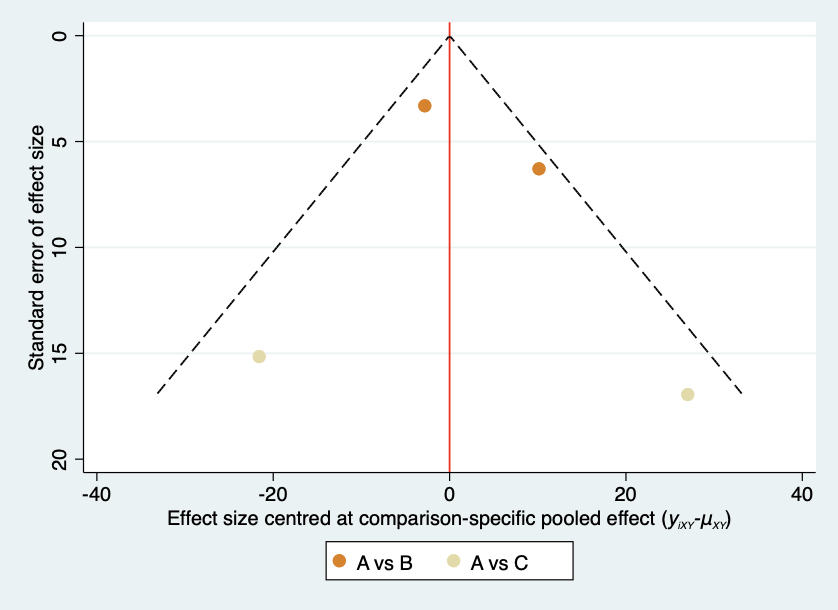 0
5
10
15
20
Standard error of effect size
-40 -20 0 20 40
Effect size centred at comparison-specific pooled effect (yiXY-μXY)
A vs B A vs C